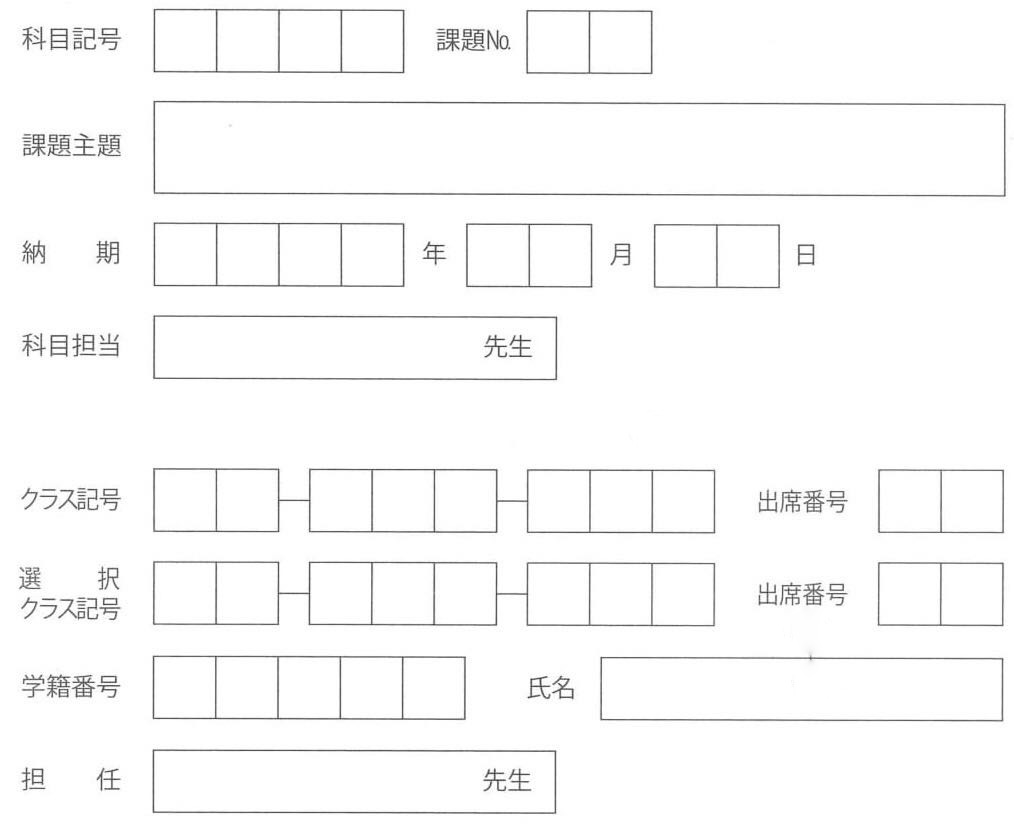 科目記号 課題No.
課題主題
納期 年 月 日
科目担当 先生
クラス記号 出席番号
選択
クラス記号 出席番号
学籍番号 氏名
担任 先生